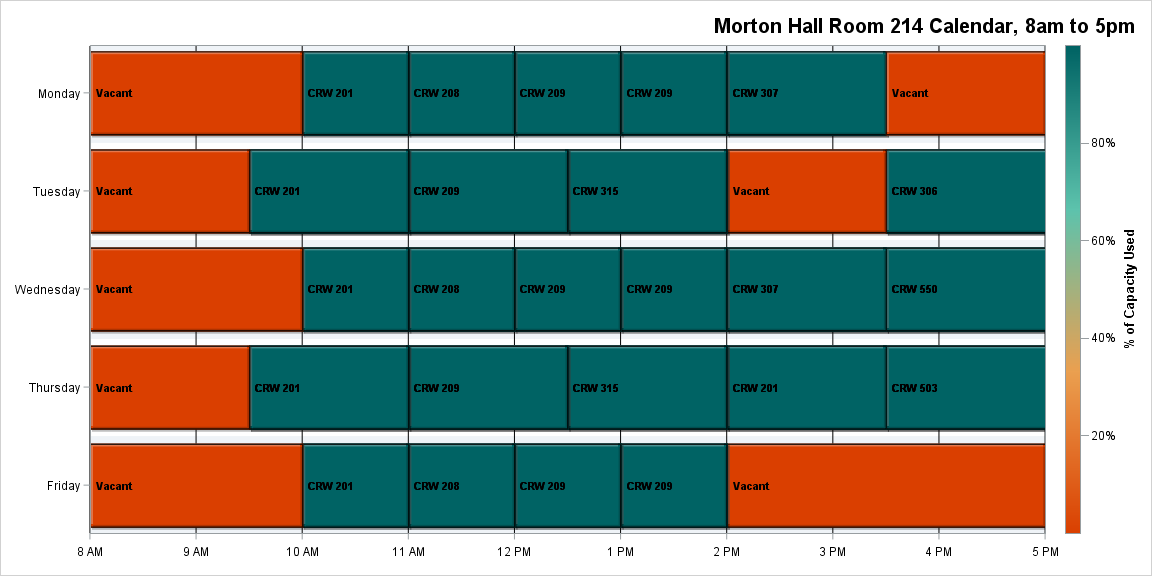 Morton Hall Room 214 Calendar, 8am to 5pm
Monday
Vacant
CRW 201
CRW 208
CRW 209
CRW 209
CRW 307
Vacant
Tuesday
Vacant
CRW 201
CRW 209
CRW 315
Vacant
CRW 306
Wednesday
Vacant
CRW 201
CRW 208
CRW 209
CRW 209
CRW 307
CRW 550
Thursday
Vacant
CRW 201
CRW 209
CRW 315
CRW 201
CRW 503
Friday
Vacant
CRW 201
CRW 208
CRW 209
CRW 209
Vacant
8 AM
9 AM
10 AM
11 AM
12 PM
1 PM
2 PM
3 PM
4 PM
5 PM
80%
60%
40%
20%
% of Capacity Used